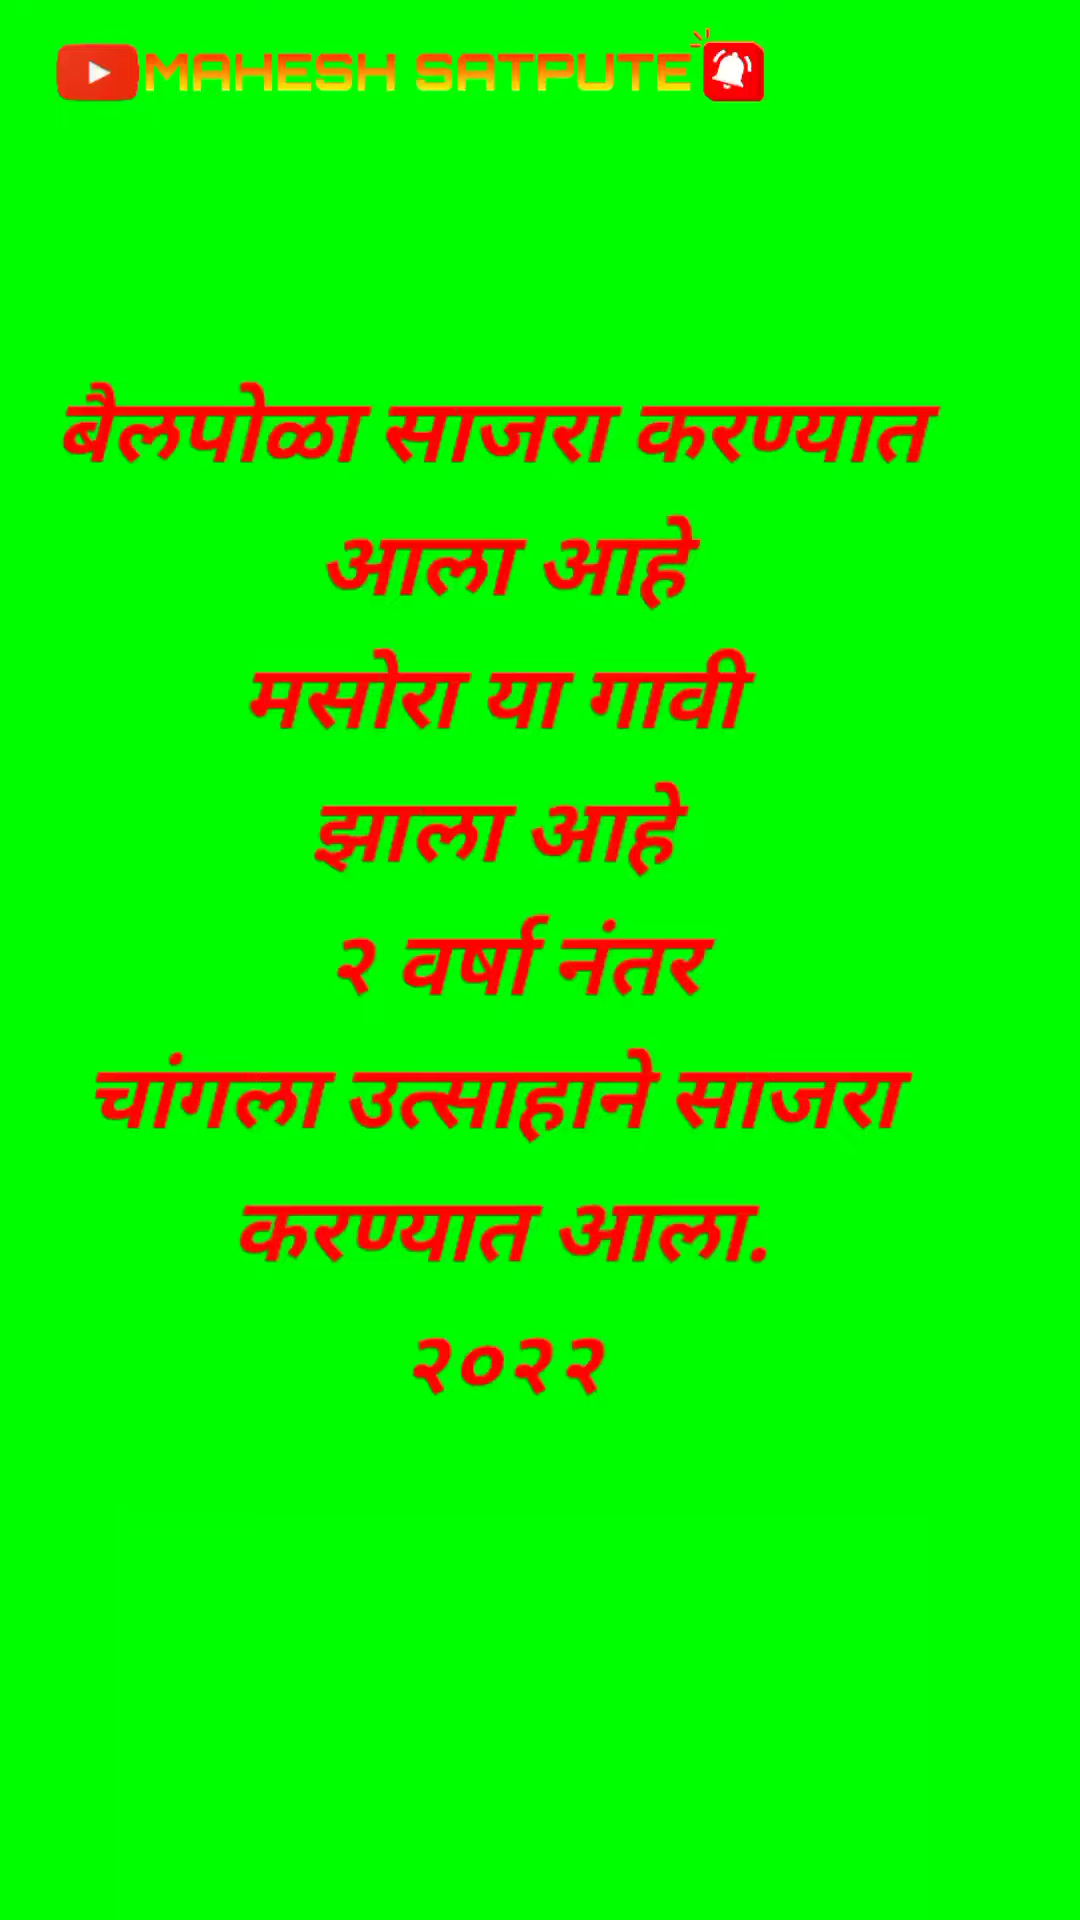 MAHESH SATPUTE
बैलपोळा साजरा करण्यात
आला आहे
मसोरा या गावी
झाला आहे
२ वर्षा नंतर
चांगला उत्साहाने साजरा
करण्यात आला.
२०२२